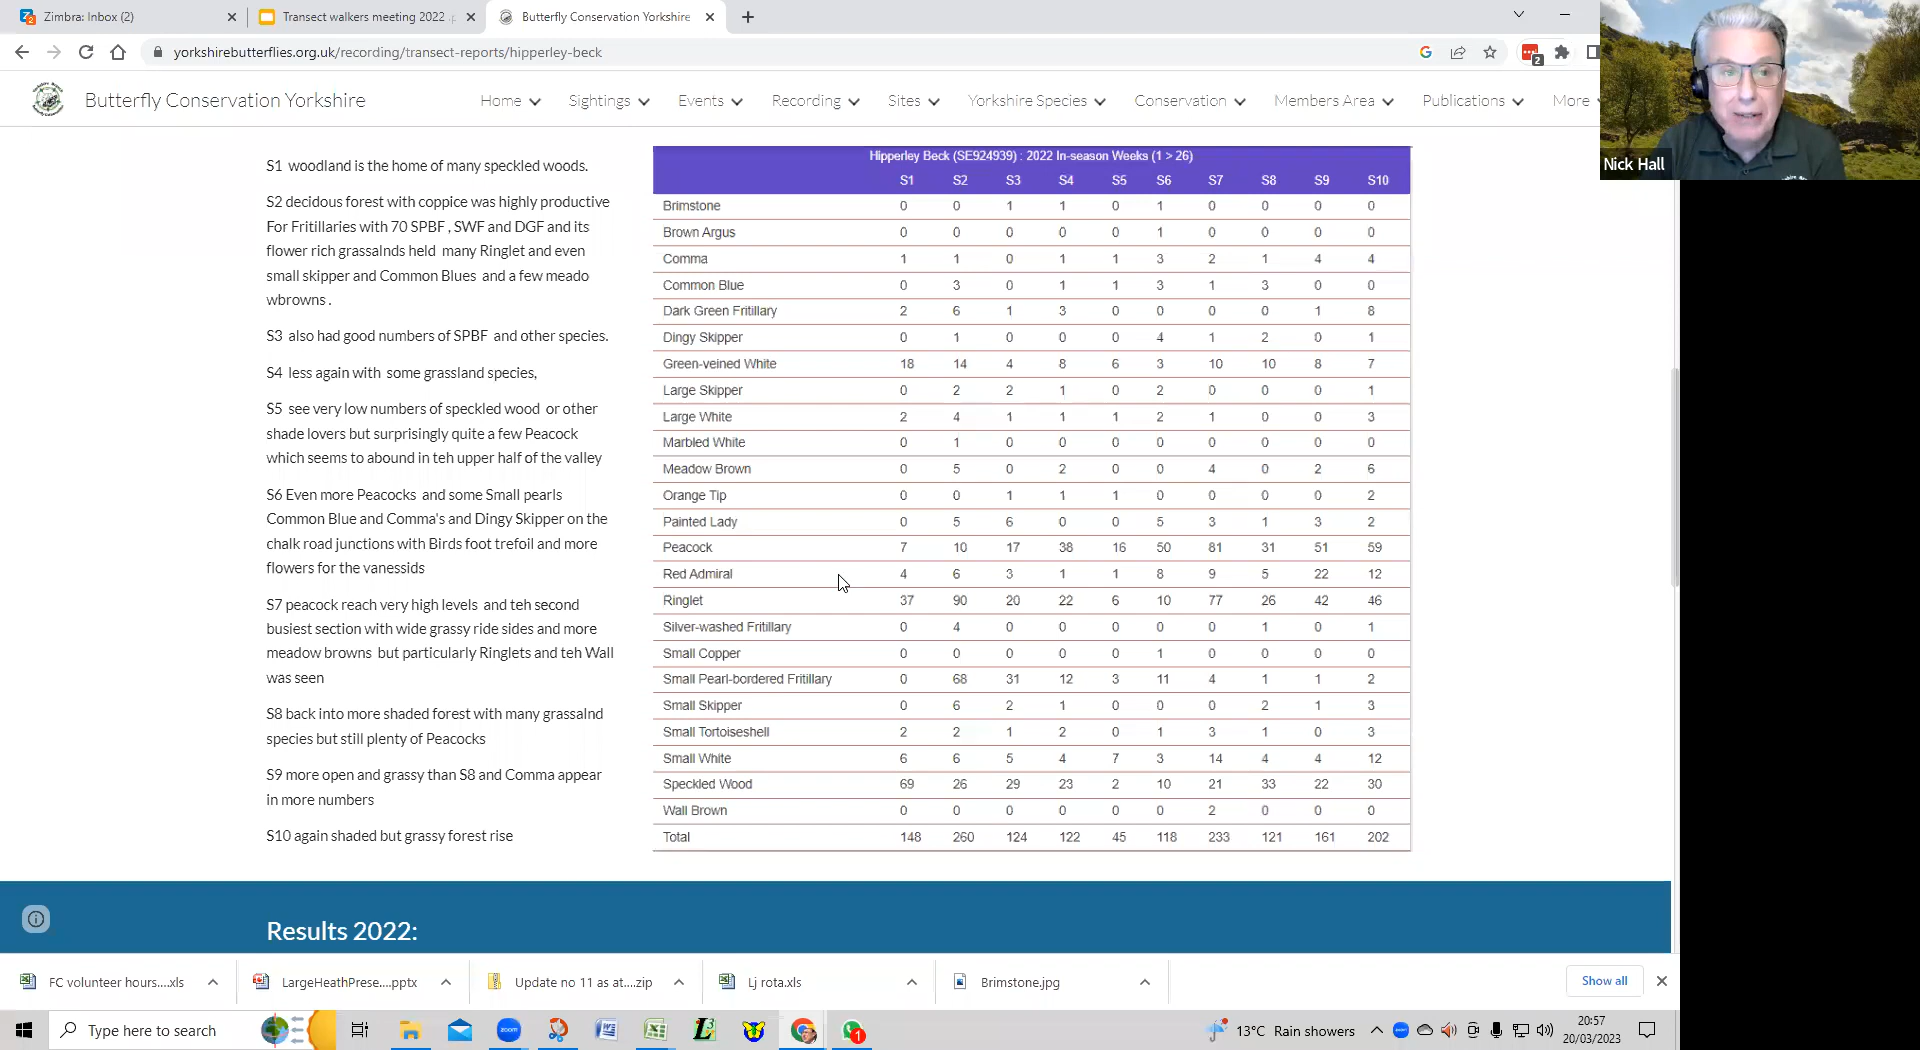 Zimbra: Inbox (2)
Transect walkers meeting 2022
Butterfly Conservation Yorkshire
yorkshirebutterflies.org.uk/recording/transect-reports/hipperley-beck
2
Butterfly Conservation Yorkshire
Home Sightings Events Recording Sites Yorkshire Species Conservation Members Area Publications More
Nick Hall
S1 woodland is the home of many speckled woods.
S2 decidous forest with coppice was highly productive
For Fritillaries with 70 SPBF , SWF and DGF and its
flower rich grassalnds held many Ringlet and even
small skipper and Common Blues and a few meado
wbrowns .
S3 also had good numbers of SPBF and other species.
S4 less again with some grassland species,
S5 see very low numbers of speckled wood or other
shade lovers but surprisingly quite a few Peacock
which seems to abound in teh upper half of the valley
S6 Even more Peacocks and some Small pearls
Common Blue and Comma's and Dingy Skipper on the
chalk road junctions with Birds foot trefoil and more
flowers for the vanessids
S7 peacock reach very high levels and teh second
busiest section with wide grassy ride sides and more
meadow browns but particularly Ringlets and teh Wall
was seen
S8 back into more shaded forest with many grassalnd
species but still plenty of Peacocks
S9 more open and grassy than S8 and Comma appear
in more numbers
S10 again shaded but grassy forest rise
Hipperley Beck (SE924939) : 2022 In-season Weeks (1 > 26)
S1 S2 S3 S4 S5 S6 S7 S8 S9 S10
Brimstone 0 0 1 1 0 1 0 0 0 0
Brown Argus 0 0 0 0 0 1 0 0 0 0
Comma 1 1 0 1 1 3 2 1 4 4
Common Blue 0 3 0 1 1 3 1 3 0 0
Dark Green Fritillary 2 6 1 3 0 0 0 0 1 8
Dingy Skipper 0 1 0 0 0 4 1 2 0 1
Green-veined White 18 14 4 8 6 3 10 10 8 7
Large Skipper 0 2 2 1 0 2 0 0 0 1
Large White 2 4 1 1 1 2 1 0 0 3
Marbled White 0 1 0 0 0 0 0 0 0 0
Meadow Brown 0 5 0 2 0 0 4 0 2 6
Orange Tip 0 0 1 1 1 0 0 0 0 2
Painted Lady 0 5 6 0 0 5 3 1 3 2
Peacock 7 10 17 38 16 50 81 31 51 59
Red Admiral 4 6 3 1 1 8 9 5 22 12
Ringlet 37 90 20 22 6 10 77 26 42 46
Silver-washed Fritillary 0 4 0 0 0 0 0 1 0 1
Small Copper 0 0 0 0 0 1 0 0 0 0
Small Pearl-bordered Fritillary 0 68 31 12 3 11 4 1 1 2
Small Skipper 0 6 2 1 0 0 0 2 1 3
Small Tortoiseshell 2 2 1 2 0 1 3 1 0 3
Small White 6 6 5 4 7 3 14 4 4 12
Speckled Wood 69 26 29 23 2 10 21 33 22 30
Wall Brown 0 0 0 0 0 0 2 0 0 0
Total 148 260 124 122 45 118 233 121 161 202
Results 2022:
FC volunteer hours....xls
LargeHeathPrese....pptx
Update no 11 as at....zip
Lj rota.xls
Brimstone.jpg
Show all
Type here to search
zoom
1
13°C Rain showers
20:57
20/03/2023